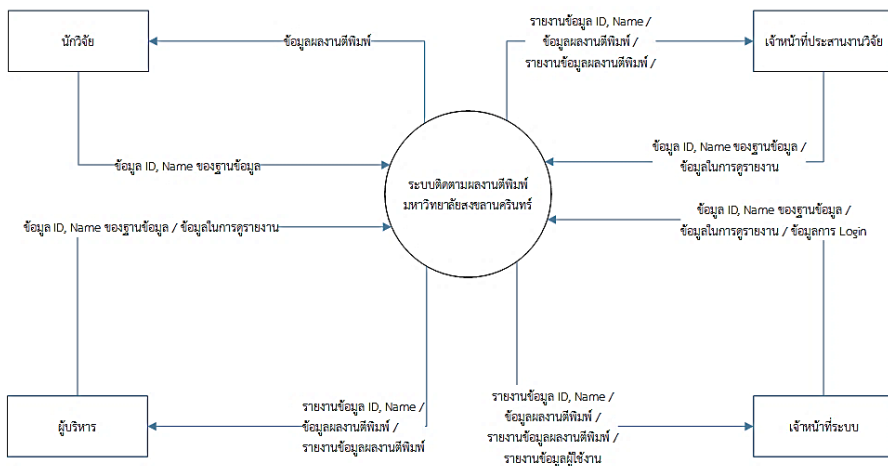 นักวิจัย
ข้อมูลผลงานตีพิมพ์
รายงานข้อมูล ID, Name /
ข้อมูลผลงานตีพิมพ์ /
รายงานข้อมูลผลงานตีพิมพ์ /
เจ้าหน้าที่ประสานงานวิจัย
ข้อมูล ID, Name ของฐานข้อมูล
ระบบติดตามผลงานตีพิมพ์
มหาวิทยาลัยสงขลานครินทร์
ข้อมูล ID, Name ของฐานข้อมูล /
ข้อมูลในการดูรายงาน
ข้อมูล ID, Name ของฐานข้อมูล / ข้อมูลในการดูรายงาน
ข้อมูล ID, Name ของฐานข้อมูล /
ข้อมูลในการดูรายงาน / ข้อมูลการ Login
ผู้บริหาร
รายงานข้อมูล ID, Name /
ข้อมูลผลงานตีพิมพ์ /
รายงานข้อมูลผลงานตีพิมพ์
รายงานข้อมูล ID, Name /
ข้อมูลผลงานตีพิมพ์ /
รายงานข้อมูลผลงานตีพิมพ์ /
รายงานข้อมูลผู้ใช้งาน
เจ้าหน้าที่ระบบ